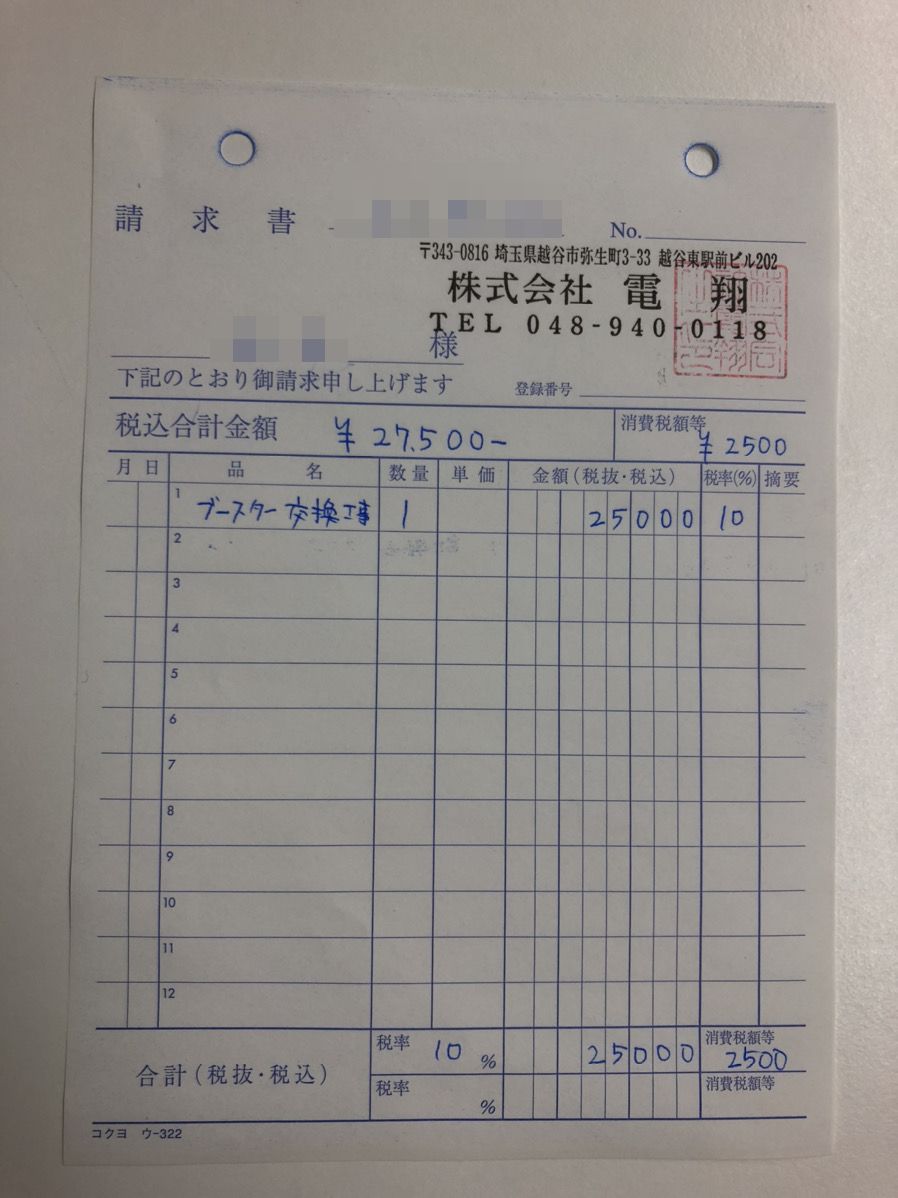 請求書
No.
〒343-0816 埼玉県越谷市弥生町3-33 越谷東駅前ビル202
株式会社 電翔
TEL 048-940-0118
様
下記のとおり御請求申し上げます
登録番号
税込合計金額 ¥27,500-
消費税額等 ¥2500
月 日 品名 数量 単価 金額(税抜・税込) 税率(%) 摘要
1 ブースター交換工事 1 25000 10
2
3
4
5
6
7
8
9
10
11
12
合計(税抜・税込) 税率 10 % 25000 消費税額等 2500
税率 % 消費税額等
コクヨ ウ-322